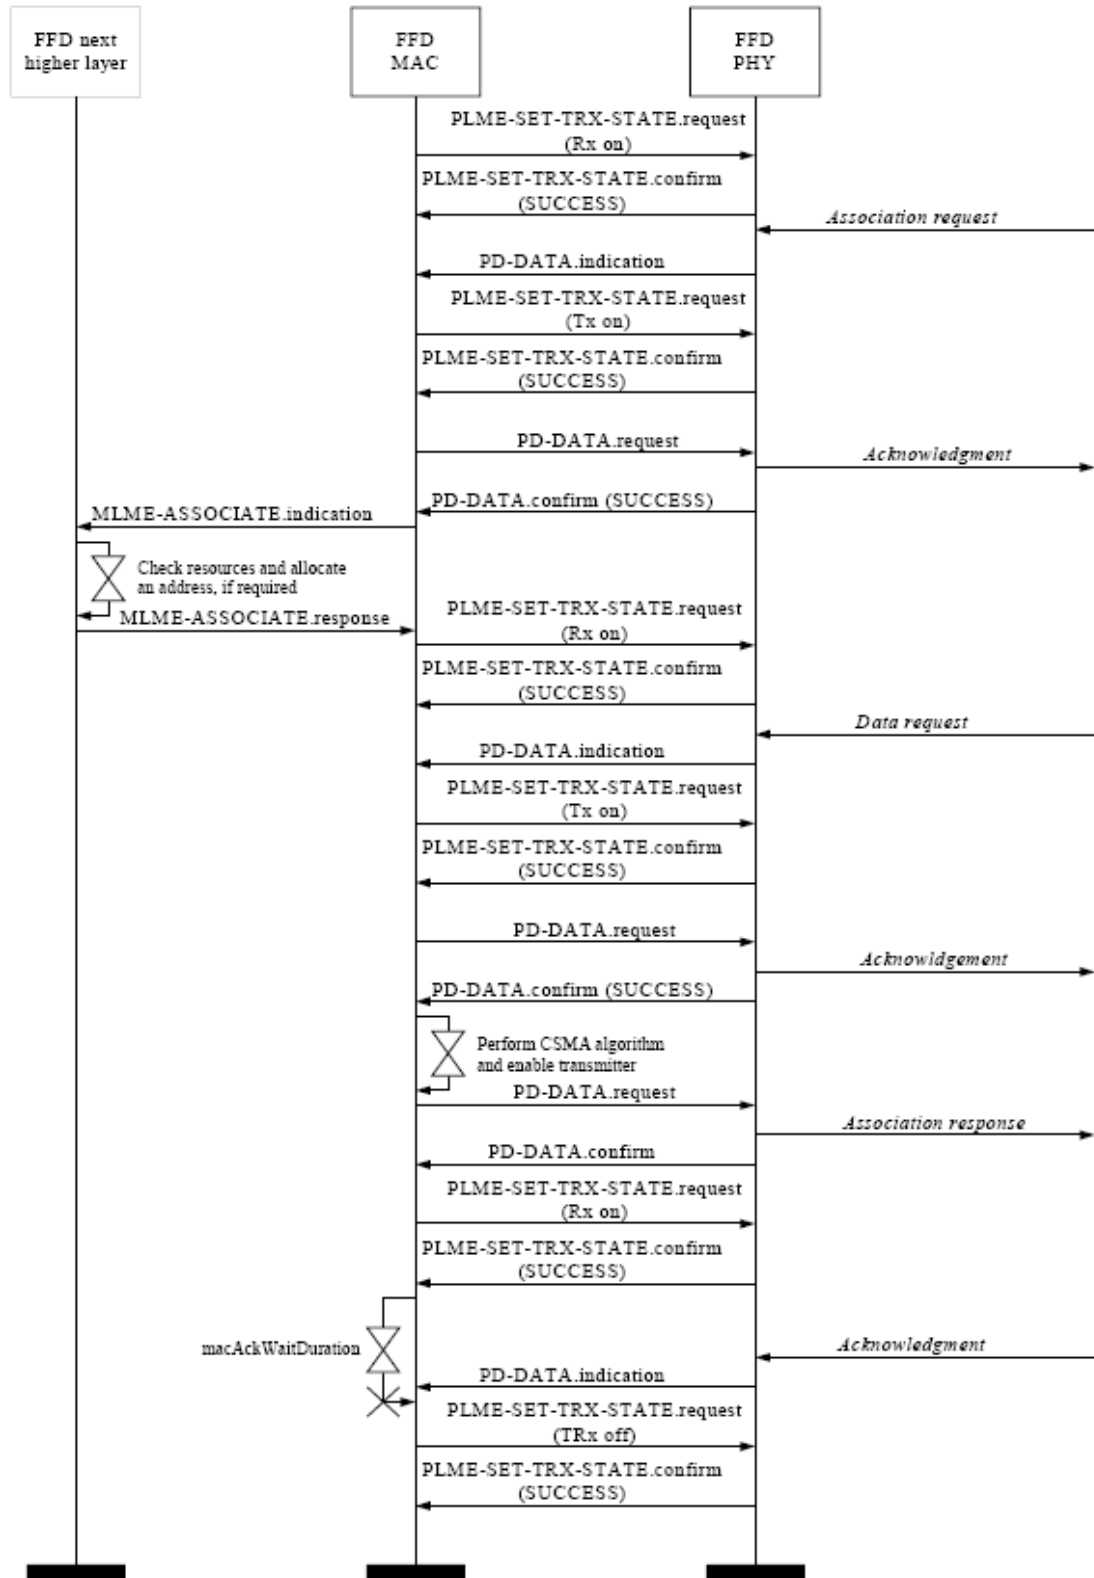 FFD next
higher layer
FFD
MAC
FFD
PHY
PLME-SET-TRX-STATE.request
(Rx on)
PLME-SET-TRX-STATE.confirm
(SUCCESS)
Association request
PD-DATA.indication
PLME-SET-TRX-STATE.request
(Tx on)
PLME-SET-TRX-STATE.confirm
(SUCCESS)
PD-DATA.request
Acknowledgment
PD-DATA.confirm (SUCCESS)
MLME-ASSOCIATE.indication
Check resources and allocate
an address, if required
MLME-ASSOCIATE.response
PLME-SET-TRX-STATE.request
(Rx on)
PLME-SET-TRX-STATE.confirm
(SUCCESS)
Data request
PD-DATA.indication
PLME-SET-TRX-STATE.request
(Tx on)
PLME-SET-TRX-STATE.confirm
(SUCCESS)
PD-DATA.request
Acknowldgement
PD-DATA.confirm (SUCCESS)
Perform CSMA algorithm
and enable transmitter
PD-DATA.request
Association response
PD-DATA.confirm
PLME-SET-TRX-STATE.request
(Rx on)
PLME-SET-TRX-STATE.confirm
(SUCCESS)
macAckWaitDuration
Acknowledgment
PD-DATA.indication
PLME-SET-TRX-STATE.request
(TRx off)
PLME-SET-TRX-STATE.confirm
(SUCCESS)